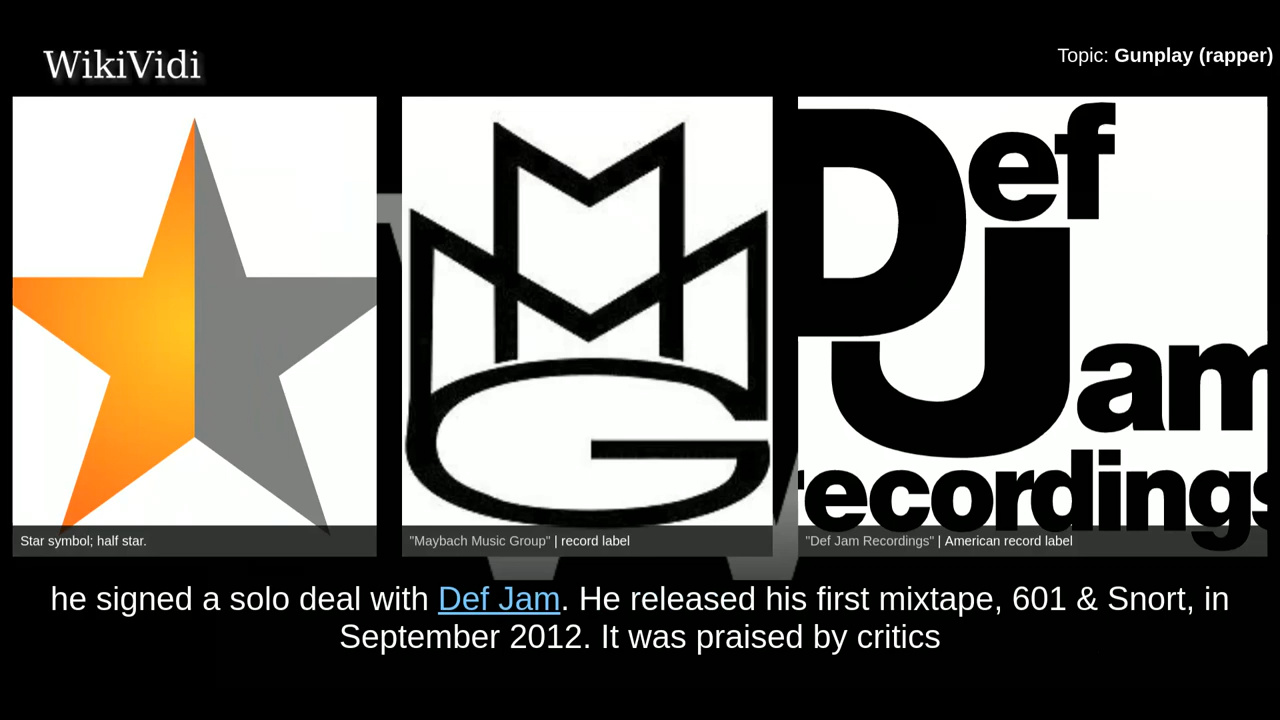 WikiVidi
Topic: Gunplay (rapper)
MMG
Def
Jam
recordings
Star symbol; half star.
"Maybach Music Group" | record label
"Def Jam Recordings" | American record label
he signed a solo deal with Def Jam. He released his first mixtape, 601 & Snort, in
September 2012. It was praised by critics